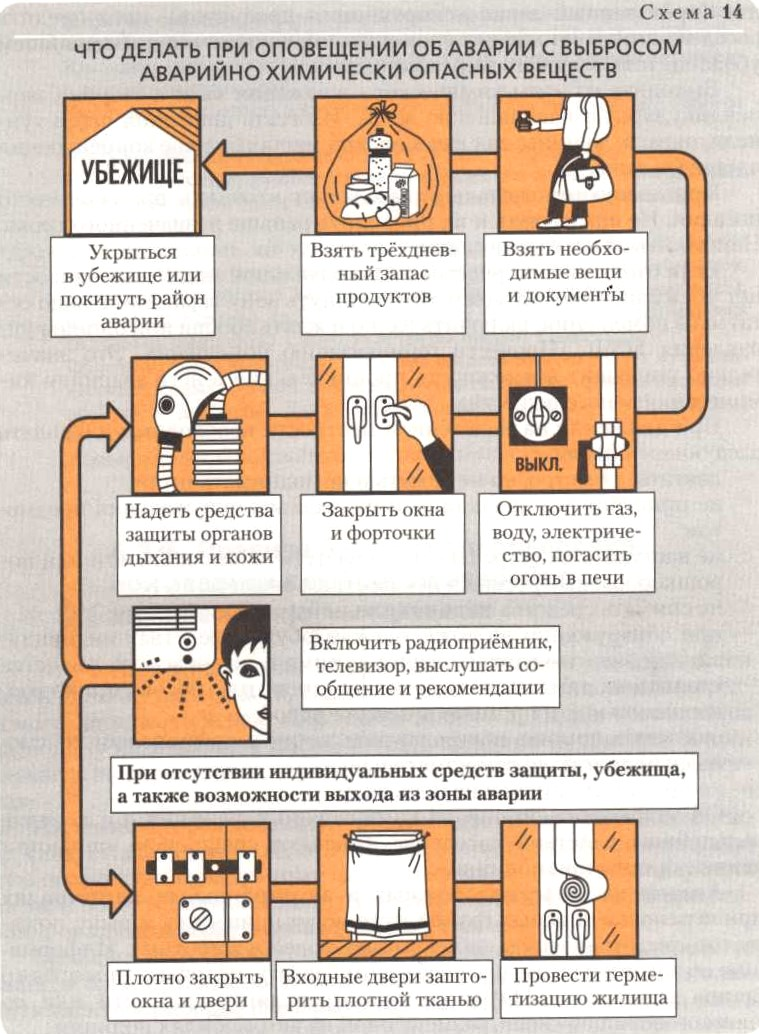 Схема 14
ЧТО ДЕЛАТЬ ПРИ ОПОВЕЩЕНИИ ОБ АВАРИИ С ВЫБРОСОМ
АВАРИЙНО ХИМИЧЕСКИ ОПАСНЫХ ВЕЩЕСТВ
УБЕЖИЩЕ
МОЛОКО
Укрыться
в убежище или
покинуть район
аварии
Взять трёхднев-
ный запас
продуктов
Взять необхо-
димые вещи
и документы
ВЫКЛ.
Надеть средства
защиты органов
дыхания и кожи
Закрыть окна
и форточки
Отключить газ,
воду, электриче-
ство, погасить
огонь в печи
Включить радиоприёмник,
телевизор, выслушать со-
общение и рекомендации
При отсутствии индивидуальных средств защиты, убежища,
а также возможности выхода из зоны аварии
Плотно закрыть
окна и двери
Входные двери зашто-
рить плотной тканью
Провести герме-
тизацию жилища